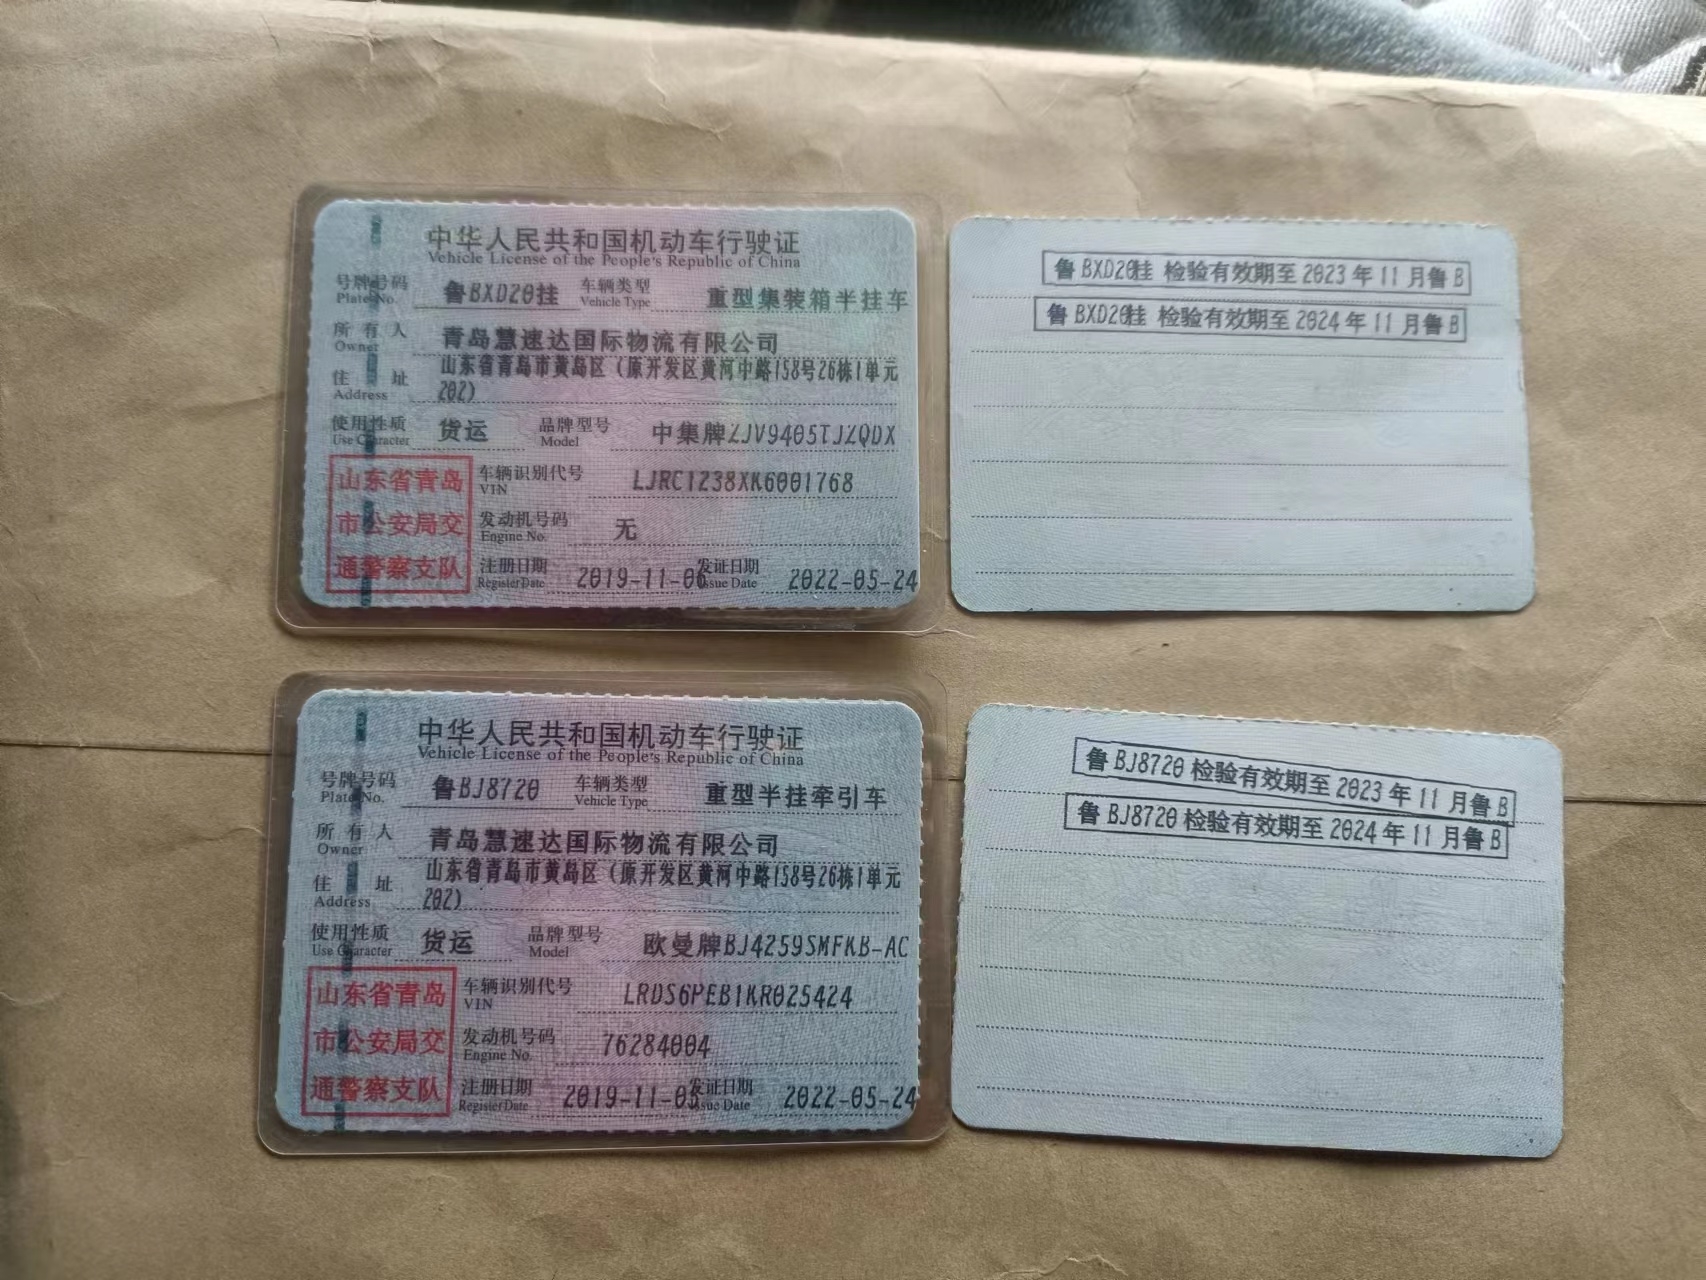 中华人民共和国机动车行驶证
Vehicle License of the People's Republic of China
号牌号码 鲁BXD20挂 车辆类型 重型集装箱半挂车
Plate No. Vehicle Type
所有人 青岛慧速达国际物流有限公司
Owner
住址 山东省青岛市黄岛区（原开发区黄河中路158号26栋1单元
Address 202）
使用性质 货运 品牌型号 中集牌ZJV9405TJZQDX
Use Character Model
山东省青岛 车辆识别代号 LJRC1238XK6001768
VIN
市公安局交 发动机号码 无
Engine No.
通警察支队 注册日期 2019-11-06 发证日期 2022-05-24
Register Date Issue Date
鲁BXD20挂 检验有效期至2023年11月鲁B
鲁BXD20挂 检验有效期至2024年11月鲁B
中华人民共和国机动车行驶证
Vehicle License of the People's Republic of China
号牌号码 鲁BJ8720 车辆类型 重型半挂牵引车
Plate No. Vehicle Type
所有人 青岛慧速达国际物流有限公司
Owner
住址 山东省青岛市黄岛区（原开发区黄河中路158号26栋1单元
Address 202）
使用性质 货运 品牌型号 欧曼牌BJ4259SMFKB-AC
Use Character Model
山东省青岛 车辆识别代号 LRDS6PEB1KR025424
VIN
市公安局交 发动机号码 76284004
Engine No.
通警察支队 注册日期 2019-11-05 发证日期 2022-05-24
Register Date Issue Date
鲁BJ8720检验有效期至2023年11月鲁B
鲁BJ8720检验有效期至2024年11月鲁B